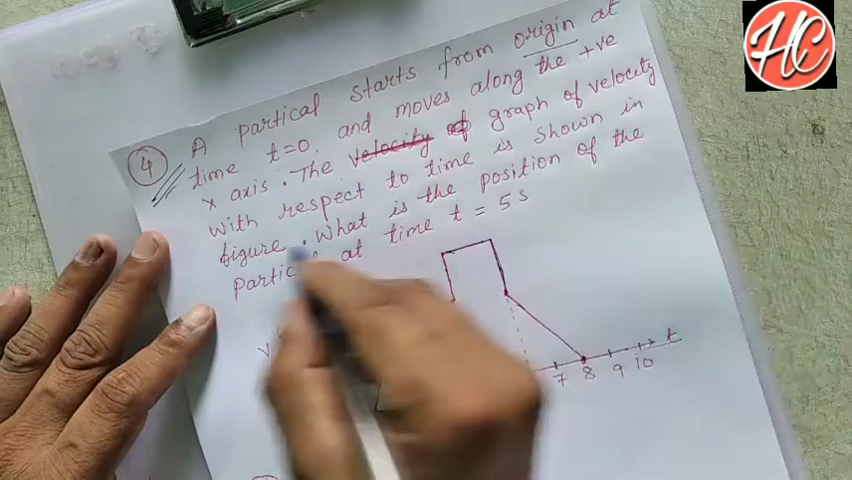 4
A partical starts from origin at
time t=0. and moves along the +ve
x axis. The velocity of graph of velocity
with respect to time is shown in
figure. What is the position of the
at time t = 5s
v
t
7 8 9 10
HC